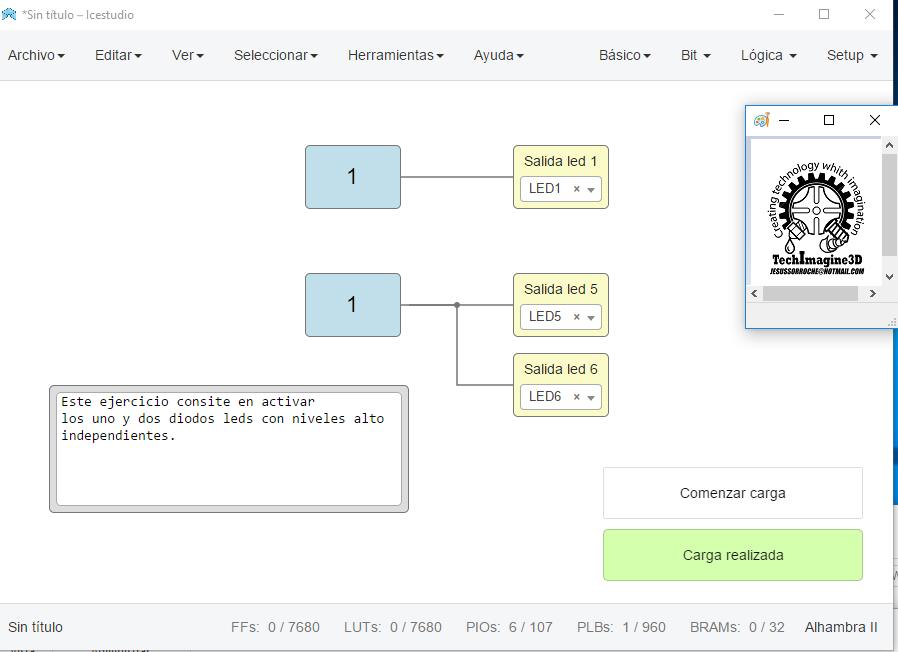 *Sin título – Icestudio
Archivo Editar Ver Seleccionar Herramientas Ayuda Básico Bit Lógica Setup
1
Salida led 1
LED1 ×
Creating technology whith imagination
TechImagine3D
JESUSSORROCHE@HOTMAIL.COM
1
Salida led 5
LED5 ×
Salida led 6
LED6 ×
Este ejercicio consite en activar
los uno y dos diodos leds con niveles alto
independientes.
Comenzar carga
Carga realizada
Sin título FFs: 0 / 7680 LUTs: 0 / 7680 PIOs: 6 / 107 PLBs: 1 / 960 BRAMs: 0 / 32 Alhambra II